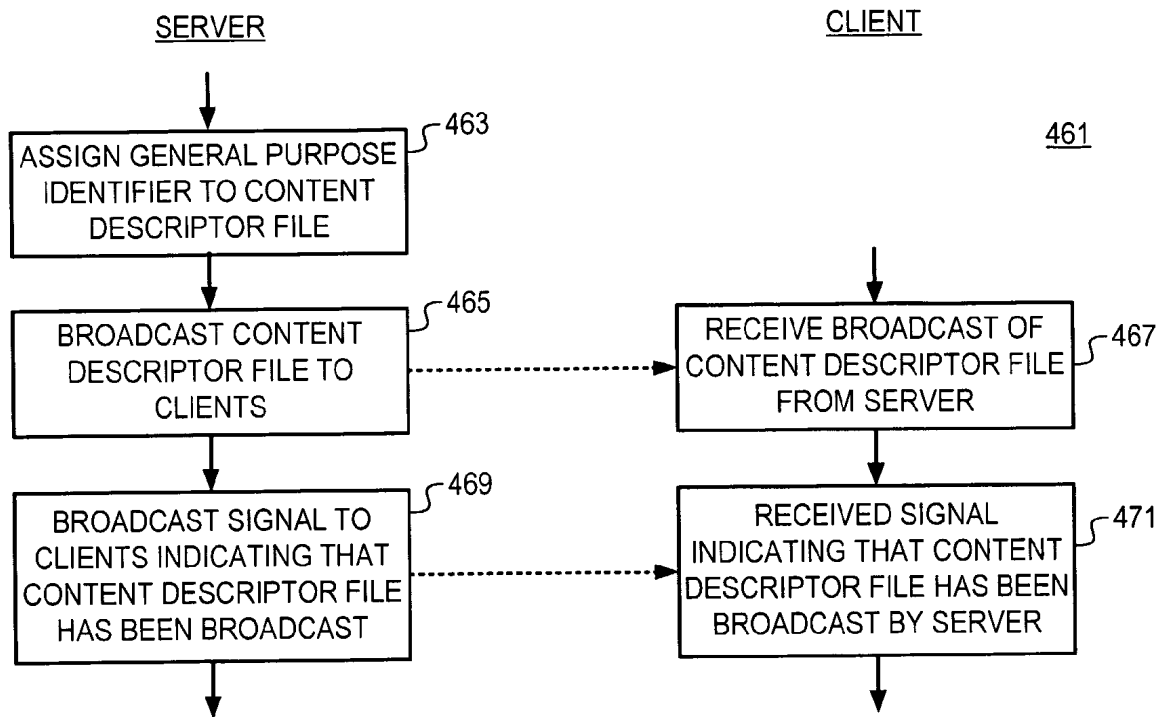 SERVER
CLIENT
461
463
ASSIGN GENERAL PURPOSE
IDENTIFIER TO CONTENT
DESCRIPTOR FILE
465
BROADCAST CONTENT
DESCRIPTOR FILE TO
CLIENTS
RECEIVE BROADCAST OF
CONTENT DESCRIPTOR FILE
FROM SERVER
467
469
BROADCAST SIGNAL TO
CLIENTS INDICATING THAT
CONTENT DESCRIPTOR FILE
HAS BEEN BROADCAST
RECEIVED SIGNAL
INDICATING THAT CONTENT
DESCRIPTOR FILE HAS BEEN
BROADCAST BY SERVER
471